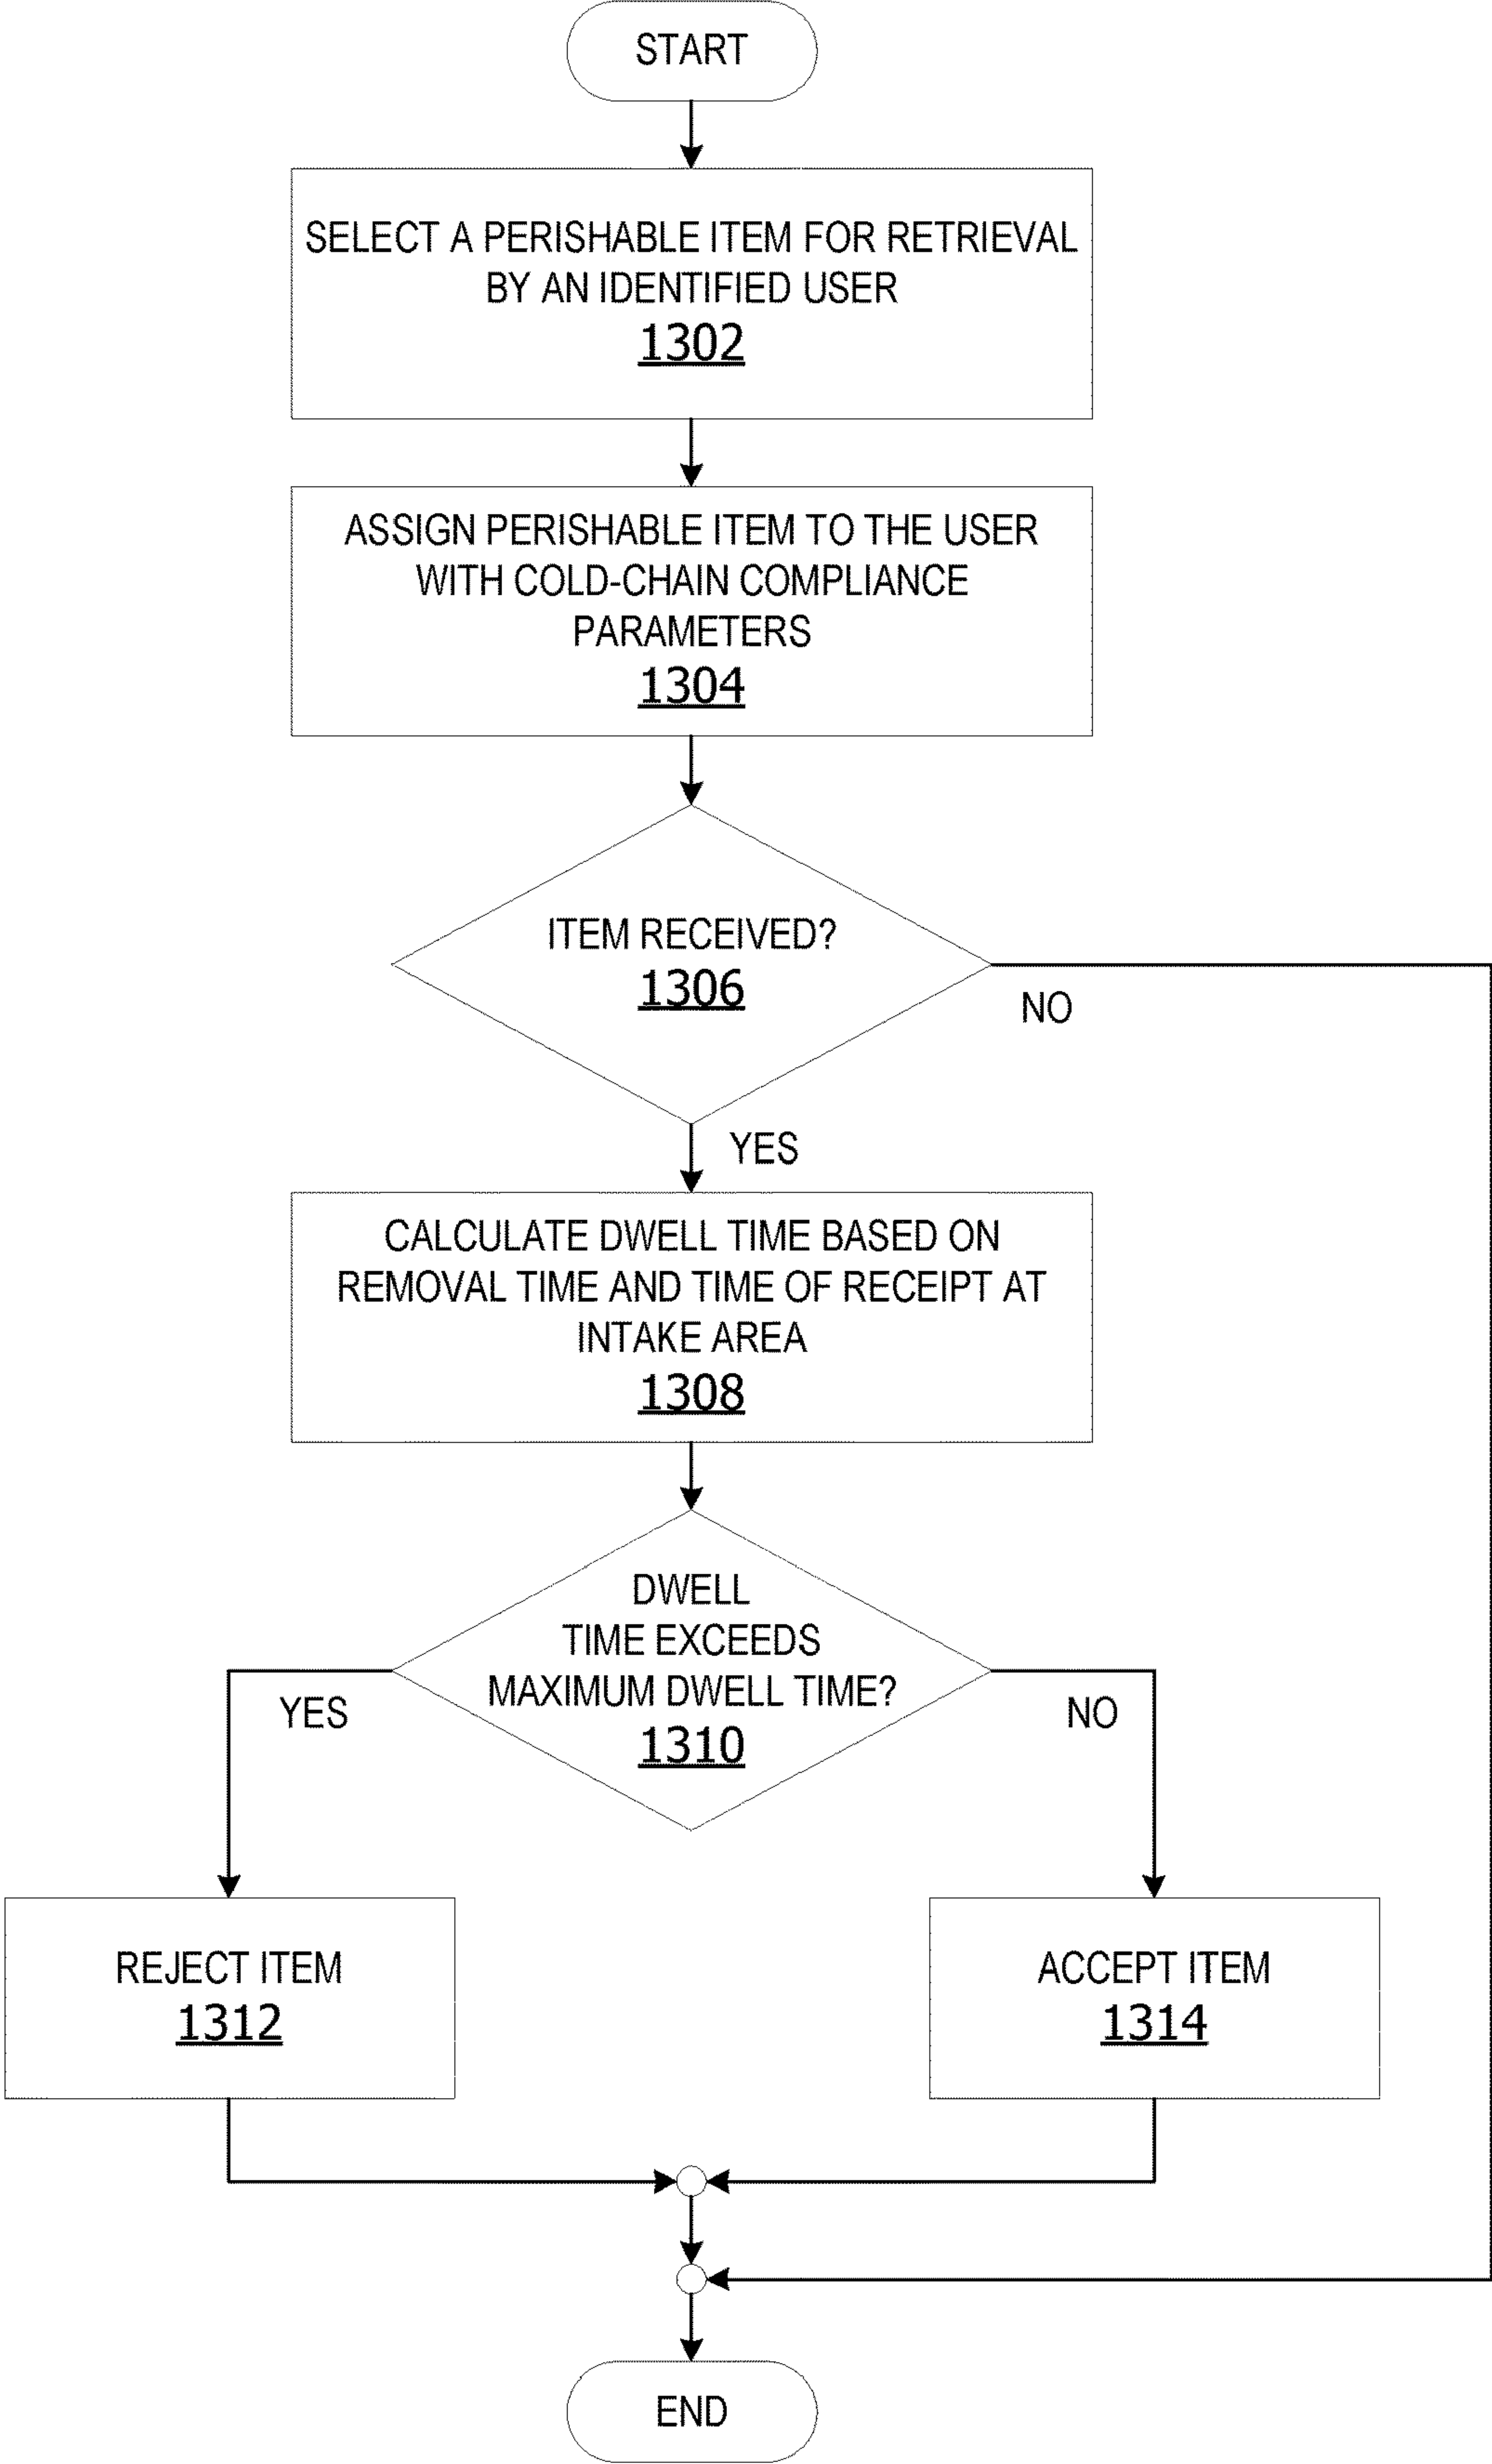 START
SELECT A PERISHABLE ITEM FOR RETRIEVAL
BY AN IDENTIFIED USER
1302
ASSIGN PERISHABLE ITEM TO THE USER
WITH COLD-CHAIN COMPLIANCE
PARAMETERS
1304
ITEM RECEIVED?
1306
NO
YES
CALCULATE DWELL TIME BASED ON
REMOVAL TIME AND TIME OF RECEIPT AT
INTAKE AREA
1308
DWELL
TIME EXCEEDS
MAXIMUM DWELL TIME?
1310
YES
NO
REJECT ITEM
1312
ACCEPT ITEM
1314
END